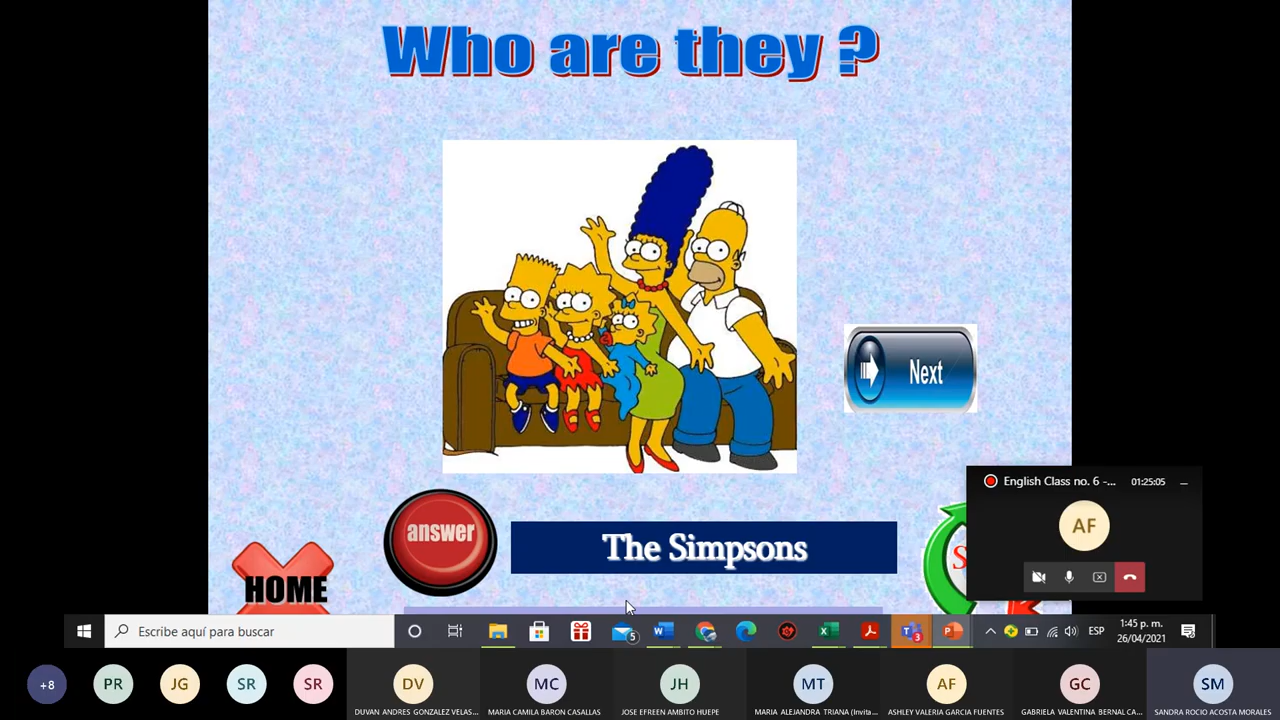 Who are they ?
Next
English Class no. 6 -...
01:25:05
AF
answer
The Simpsons
S
HOME
Escribe aquí para buscar
5
3
ESP
1:45 p. m.
26/04/2021
+8
PR
JG
SR
SR
DV
MC
JH
MT
AF
GC
SM
DUVAN ANDRES GONZALEZ VELAS...
MARIA CAMILA BARON CASALLAS
JOSE EFREEN AMBITO HUEPE
MARIA ALEJANDRA TRIANA (Invita...
ASHLEY VALERIA GARCIA FUENTES
GABRIELA VALENTINA BERNAL CA...
SANDRA ROCIO ACOSTA MORALES